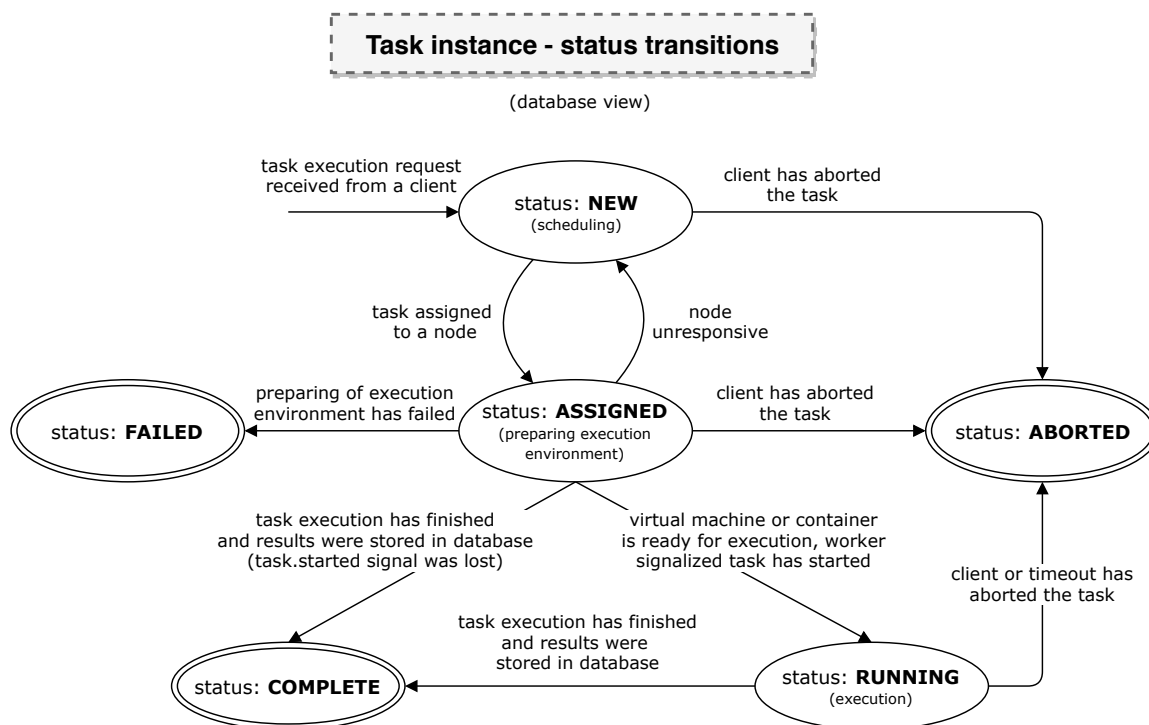 Task instance - status transitions
(database view)
task execution request
received from a client
status: NEW
(scheduling)
client has aborted
the task
task assigned
to a node
node
unresponsive
status: FAILED
preparing of execution
environment has failed
status: ASSIGNED
(preparing execution
environment)
client has aborted
the task
status: ABORTED
task execution has finished
and results were stored in database
(task.started signal was lost)
virtual machine or container
is ready for execution, worker
signalized task has started
client or timeout has
aborted the task
status: COMPLETE
task execution has finished
and results were
stored in database
status: RUNNING
(execution)